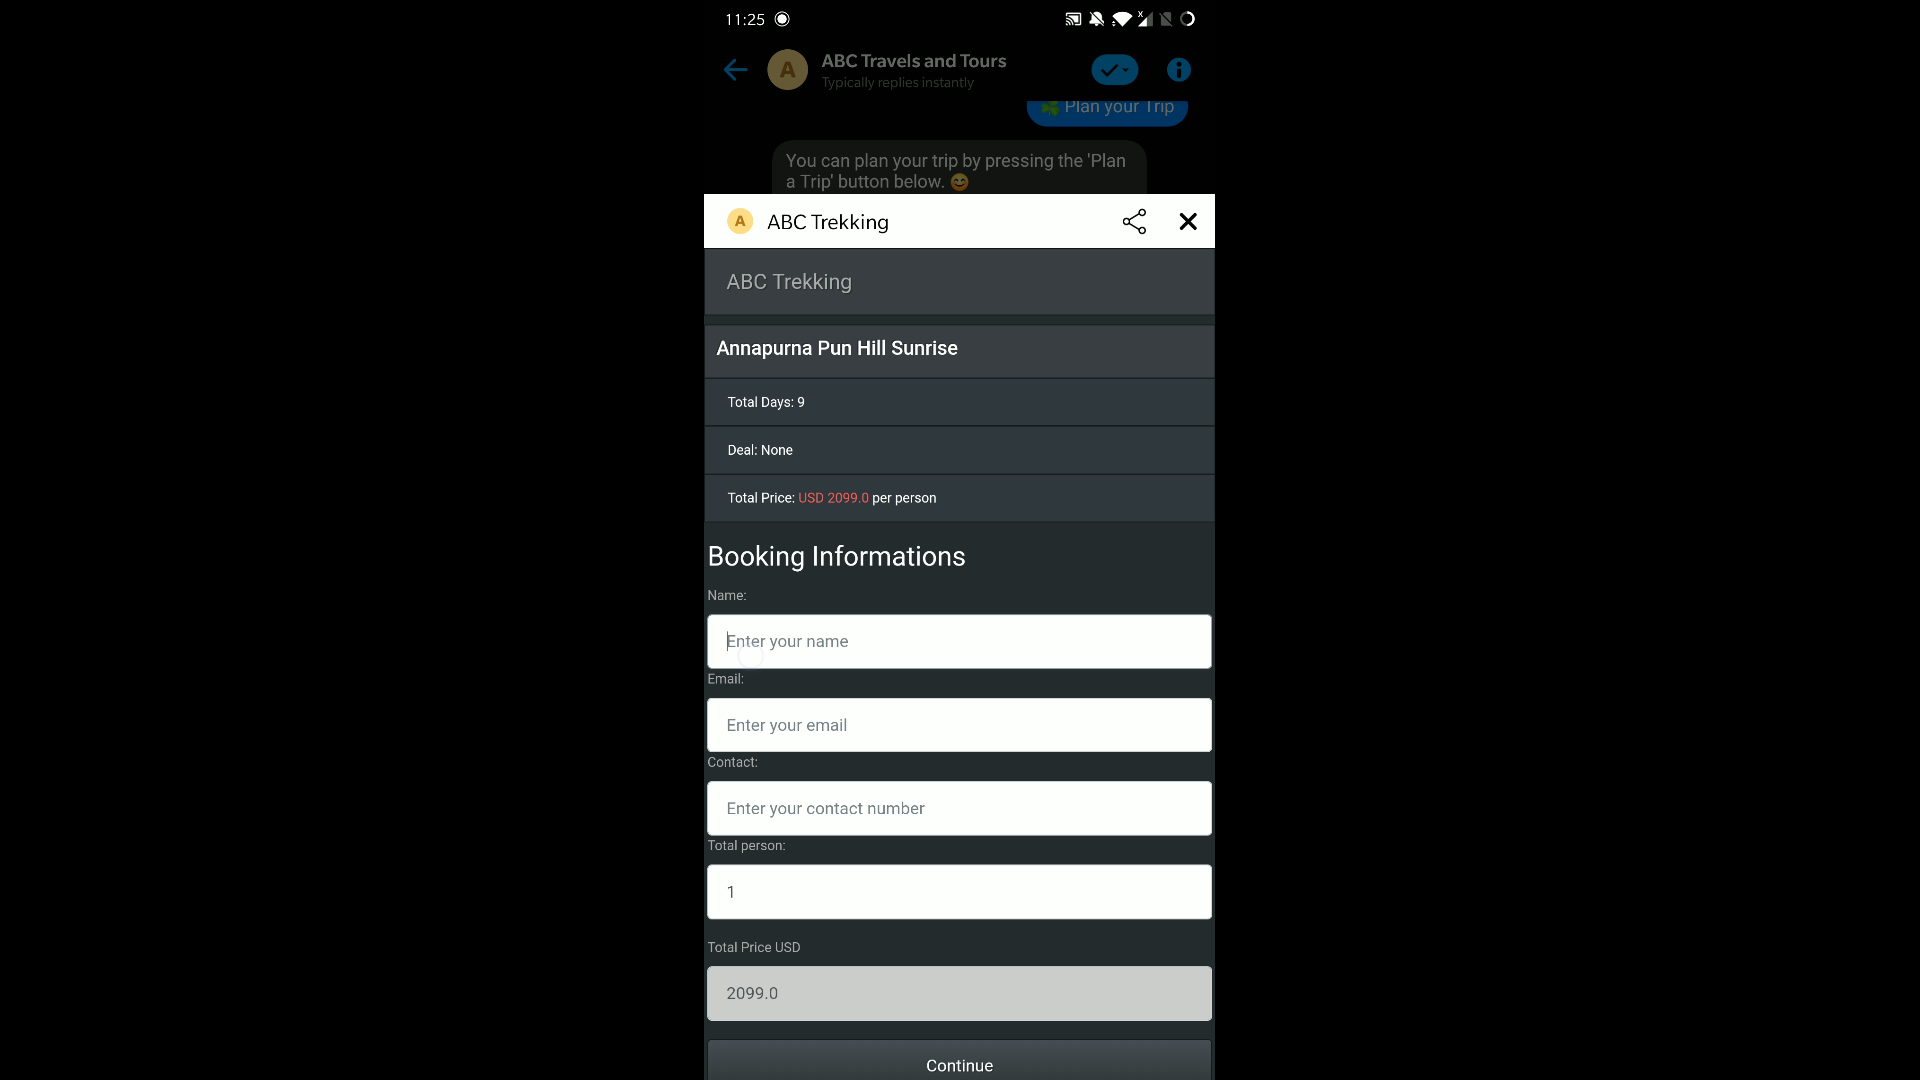 11:25
A
ABC Travels and Tours
Typically replies instantly
☘️ Plan your Trip
You can plan your trip by pressing the 'Plan
a Trip' button below. 😊
A
ABC Trekking
ABC Trekking
Annapurna Pun Hill Sunrise
Total Days: 9
Deal: None
Total Price: USD 2099.0 per person
Booking Informations
Name:
Enter your name
Email:
Enter your email
Contact:
Enter your contact number
Total person:
1
Total Price USD
2099.0
Continue